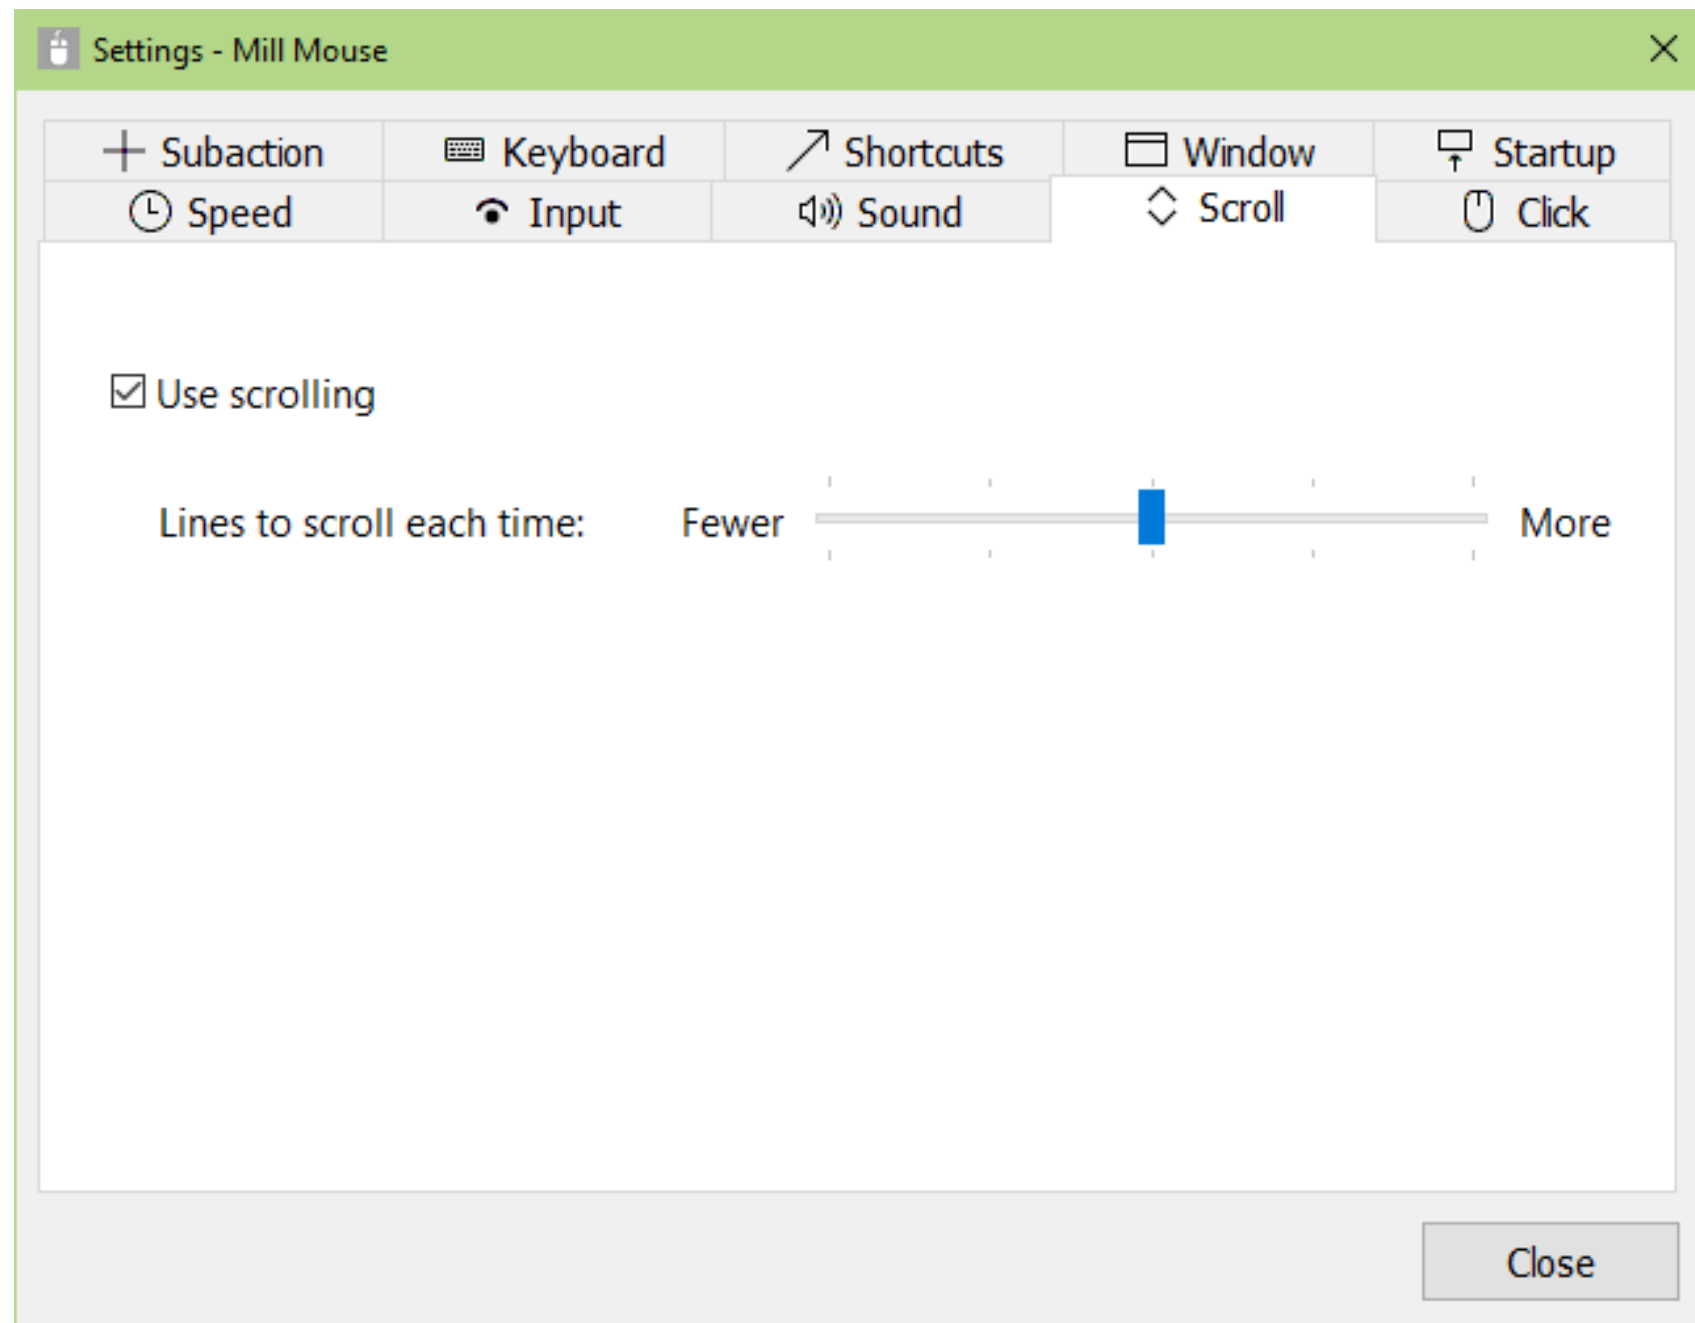 Settings - Mill Mouse
Subaction Keyboard Shortcuts Window Startup
Speed Input Sound Scroll Click
Use scrolling
Lines to scroll each time: Fewer More
Close